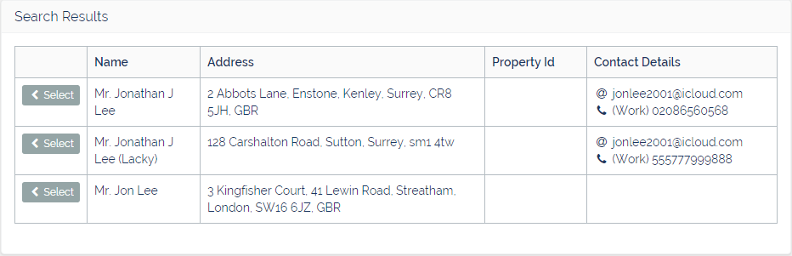 Search Results
Name Address Property Id Contact Details
Select Mr. Jonathan J 2 Abbots Lane, Enstone, Kenley, Surrey, CR8 @ jonlee2001@icloud.com
Lee 5JH, GBR (Work) 02086560568
Select Mr. Jonathan J 128 Carshalton Road, Sutton, Surrey, sm1 4tw @ jonlee2001@icloud.com
Lee (Lacky) (Work) 555777999888
Select Mr. Jon Lee 3 Kingfisher Court, 41 Lewin Road, Streatham,
London, SW16 6JZ, GBR